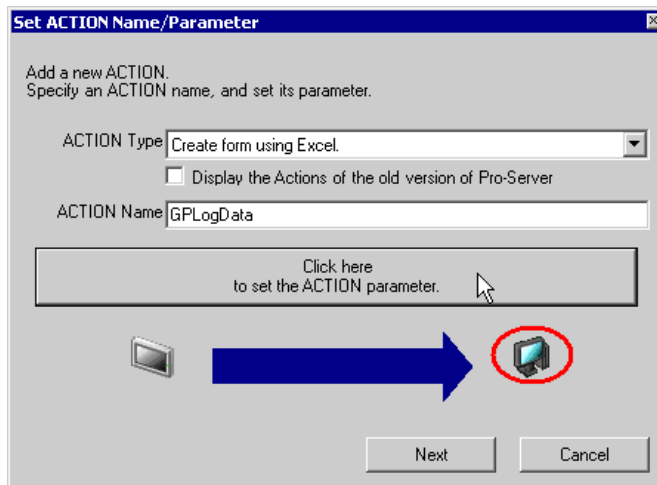 Set ACTION Name/Parameter
Add a new ACTION.
Specify an ACTION name, and set its parameter.
ACTION Type Create form using Excel.
Display the Actions of the old version of Pro-Server
ACTION Name GPLogData
Click here
to set the ACTION parameter.
Next Cancel